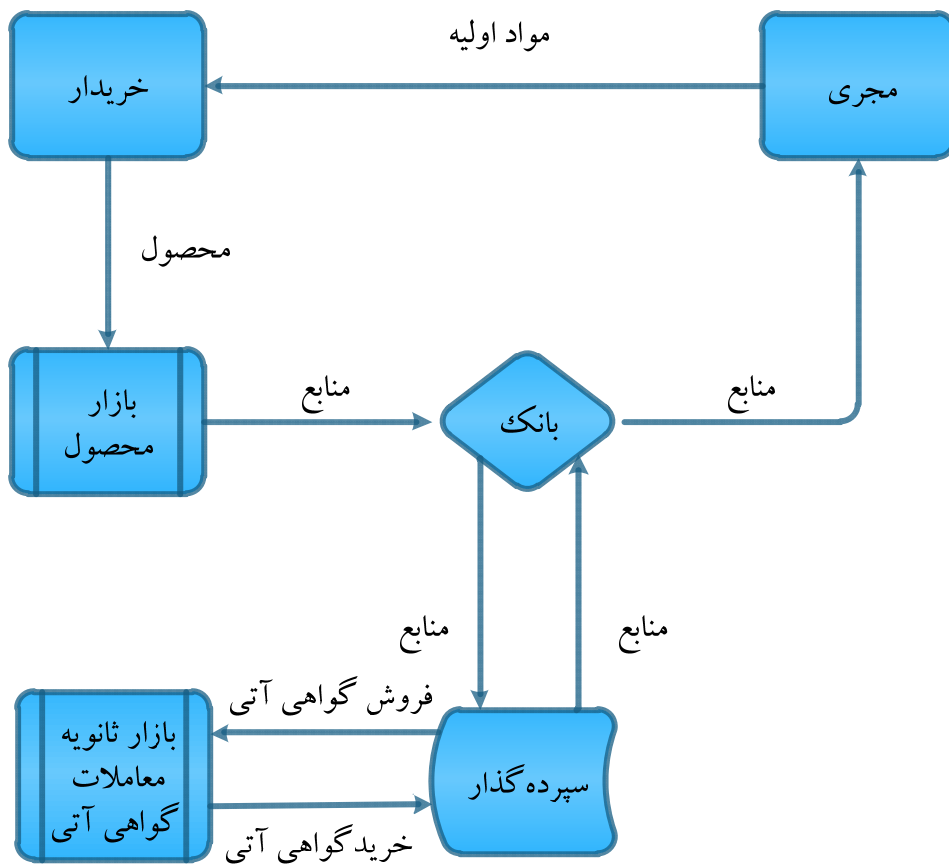 مواد اولیه
مجری
خریدار
محصول
بازار
محصول
منابع
بانک
منابع
منابع
منابع
فروش گواهی آتی
بازار ثانویه
معاملات
گواهی آتی
سپرده‌گذار
خرید گواهی آتی